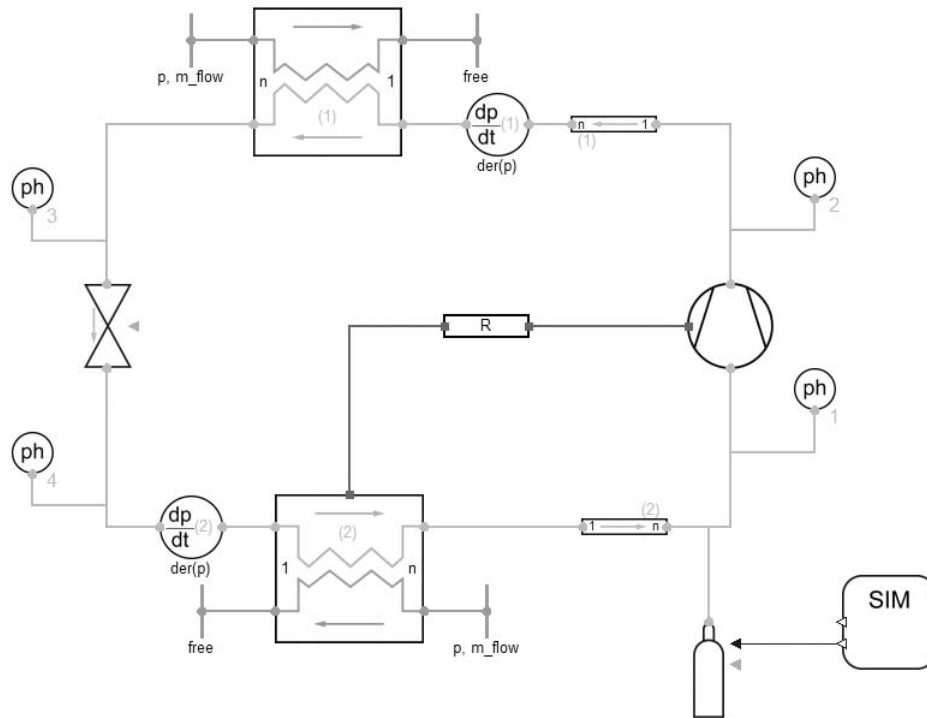 p, m_flow
free
n
1
(1)
dp
dt
(1)
der(p)
n
1
(1)
ph
3
ph
2
R
ph
1
ph
4
dp
dt
(2)
der(p)
(2)
1
n
(2)
1
n
free
p, m_flow
SIM